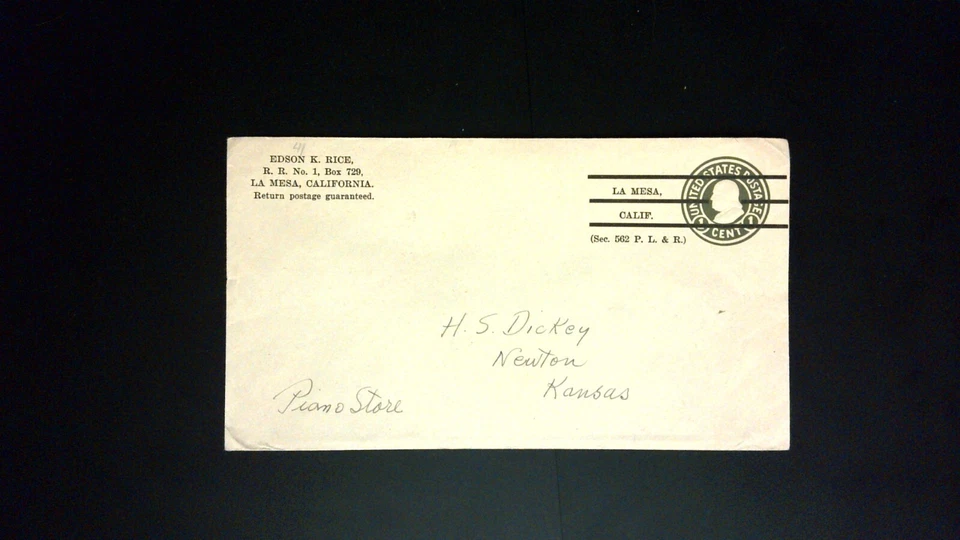 41
EDSON K. RICE,
R. R. No. 1, Box 729,
LA MESA, CALIFORNIA.
Return postage guaranteed.
LA MESA,
CALIF.
(Sec. 562 P. L. & R.)
UNITED STATES POSTAGE
1 CENT 1
H. S. Dickey
Newton
Kansas
Piano Store